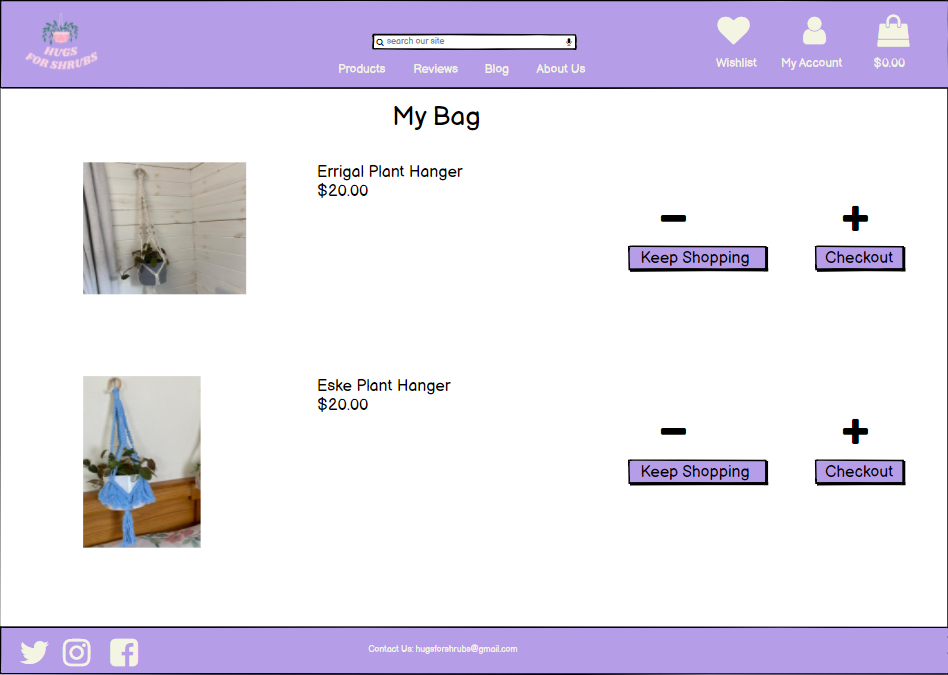 HUGS
FOR SHRUBS
search our site
Products Reviews Blog About Us
Wishlist My Account $0.00
My Bag
Errigal Plant Hanger
$20.00
Keep Shopping Checkout
Eske Plant Hanger
$20.00
Keep Shopping Checkout
Contact Us: hugsforshrubs@gmail.com